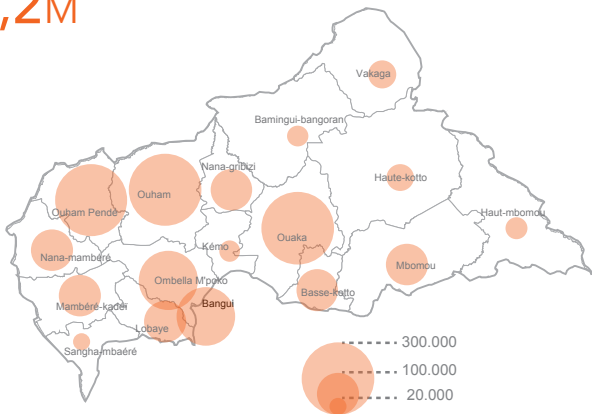 ,2M
Vakaga
Bamingui-bangoran
Nana-gribizi
Haute-kotto
Ouham
Ouham Pendé
Haut-mbomou
Ouaka
Kémo
Nana-mambéré
Mbomou
Ombella M'poko
Basse-kotto
Bangui
Mambéré-kadéï
Lobaye
Sangha-mbaéré
300.000
100.000
20.000